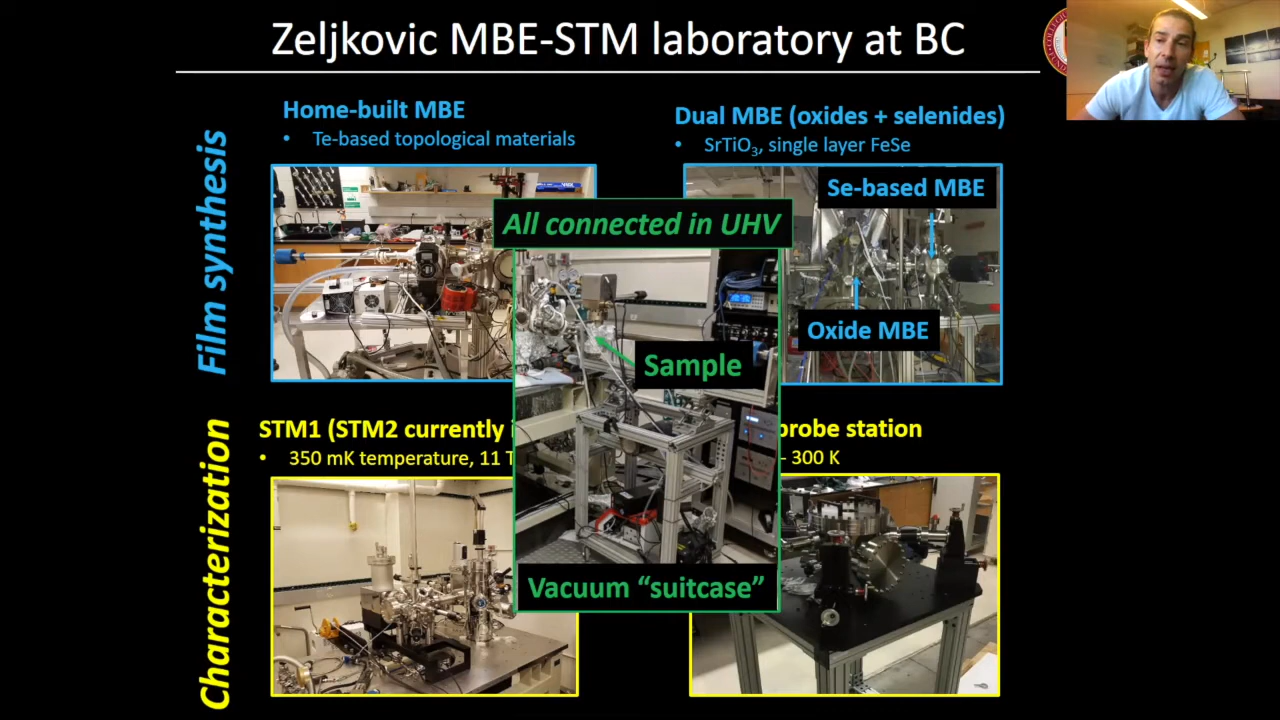 Zeljkovic MBE-STM laboratory at BC
Film synthesis
Home-built MBE
• Te-based topological materials
Dual MBE (oxides + selenides)
• SrTiO₃, single layer FeSe
Se-based MBE
All connected in UHV
Oxide MBE
Sample
Characterization
STM1 (STM2 currently
• 350 mK temperature, 11 T
probe station
- 300 K
Vacuum “suitcase”